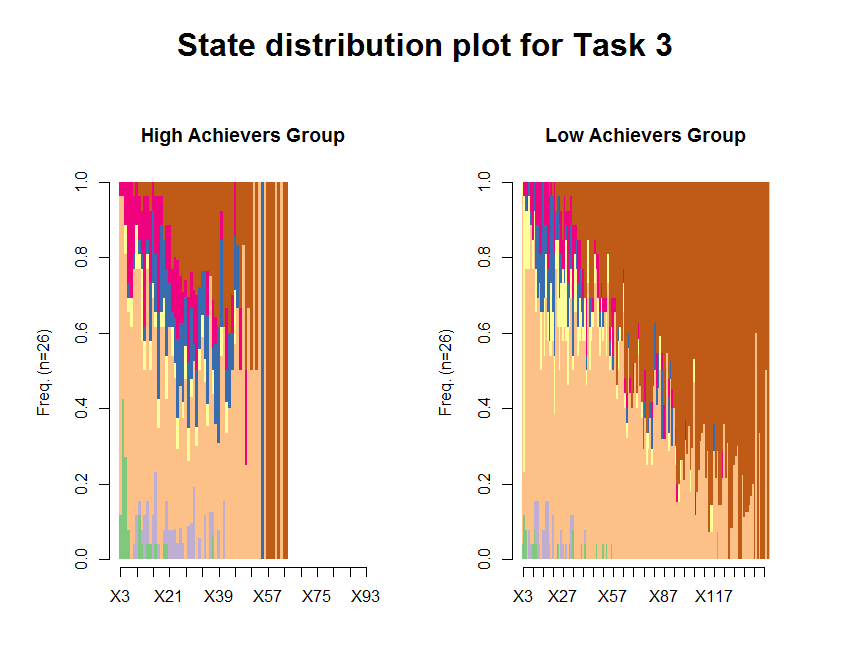 State distribution plot for Task 3
High Achievers Group
Low Achievers Group
Freq. (n=26)
0.0 0.2 0.4 0.6 0.8 1.0
X3 X21 X39 X57 X75 X93
Freq. (n=26)
0.0 0.2 0.4 0.6 0.8 1.0
X3 X27 X57 X87 X117